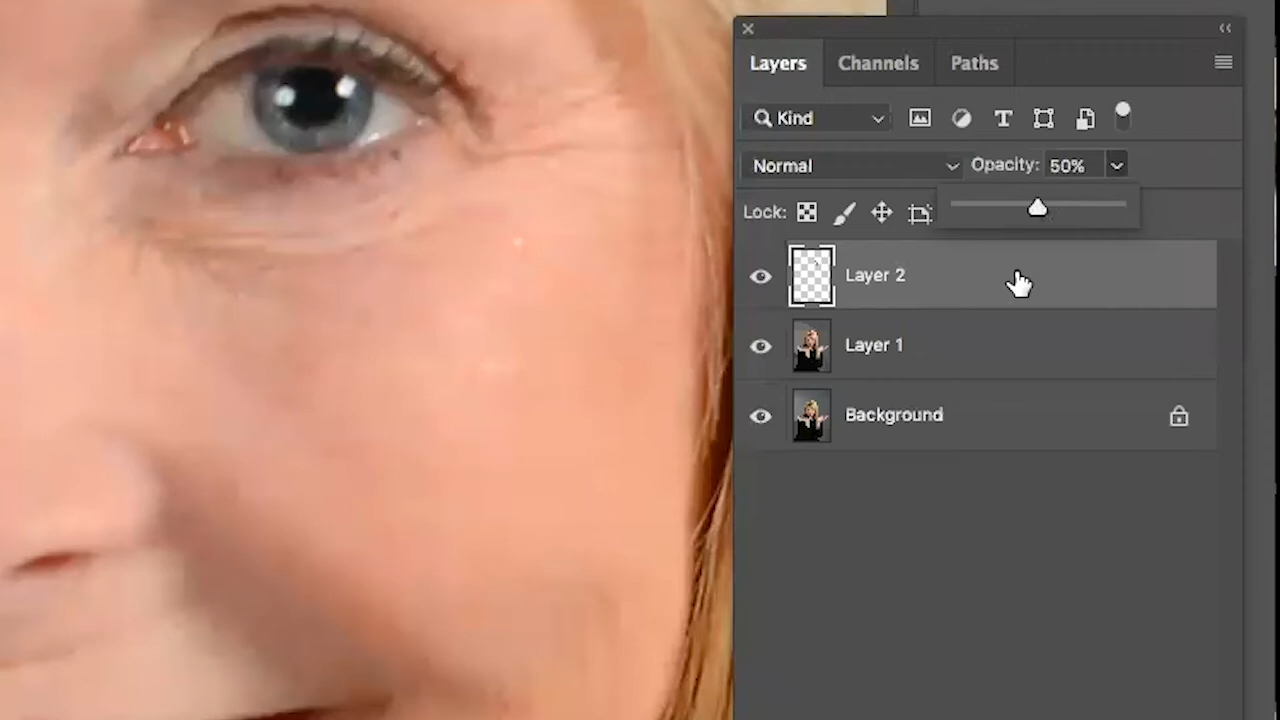 Layers Channels Paths
Kind
Normal Opacity: 50%
Lock:
Layer 2
Layer 1
Background